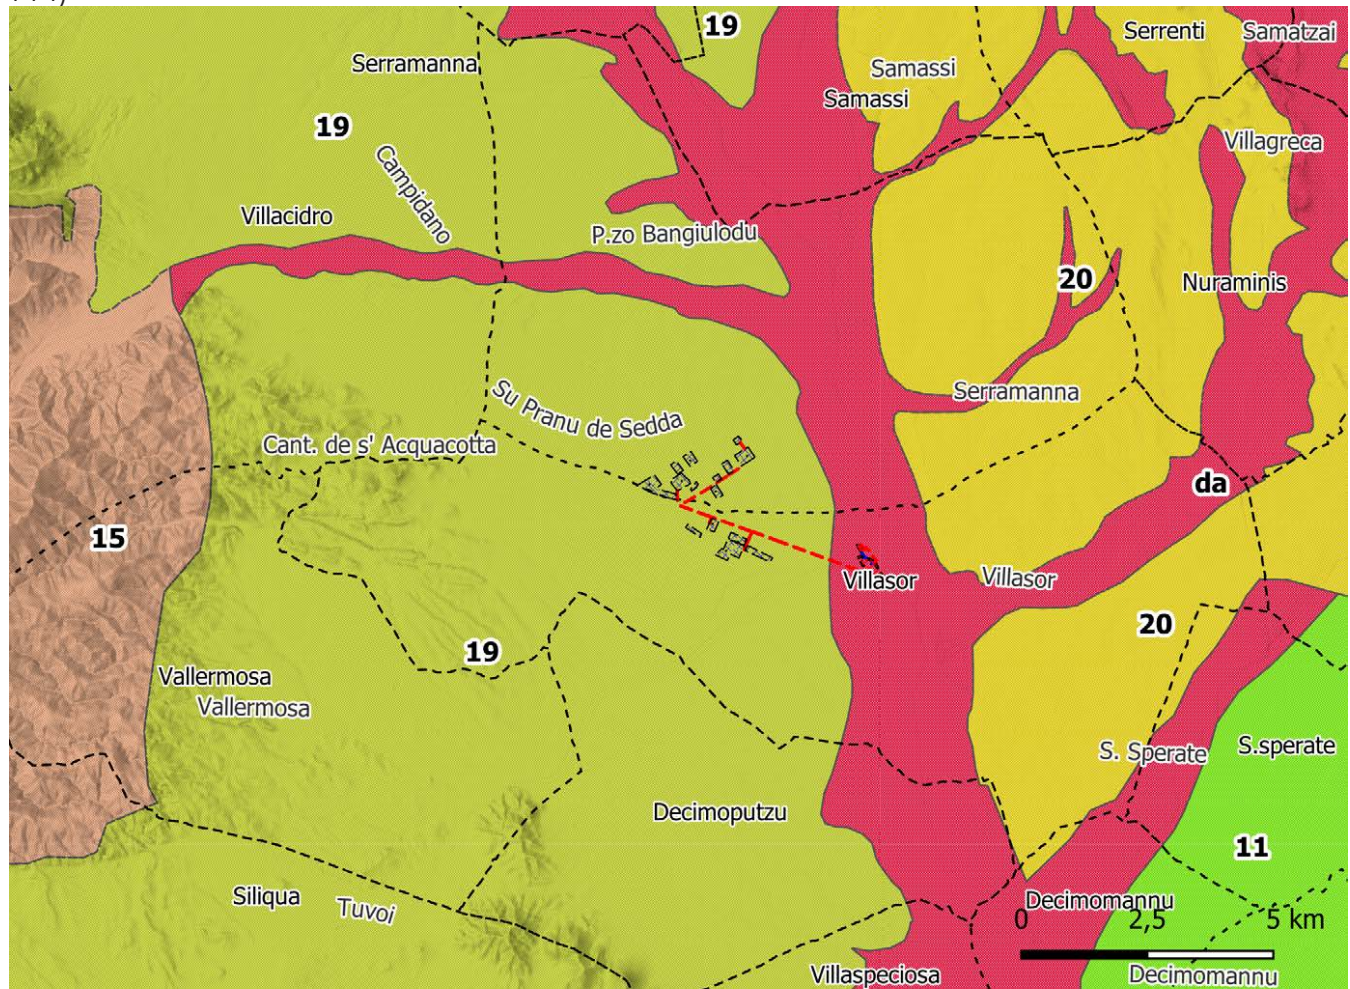 19
Serrenti
Samatzai
Serramanna
Samassi
Samassi
19
Villagreca
Campidano
Villacidro
P.zo Bangiulodu
20
Nuraminis
Su Pranu de Sedda
Serramanna
Cant. de s' Acquacotta
da
15
Villasor
Villasor
20
19
Vallermosa
Vallermosa
S. Sperate
S.sperate
Decimoputzu
11
Siliqua
Tuvoi
Decimomannu
0 2,5 5 km
Villaspeciosa
Decimomannu